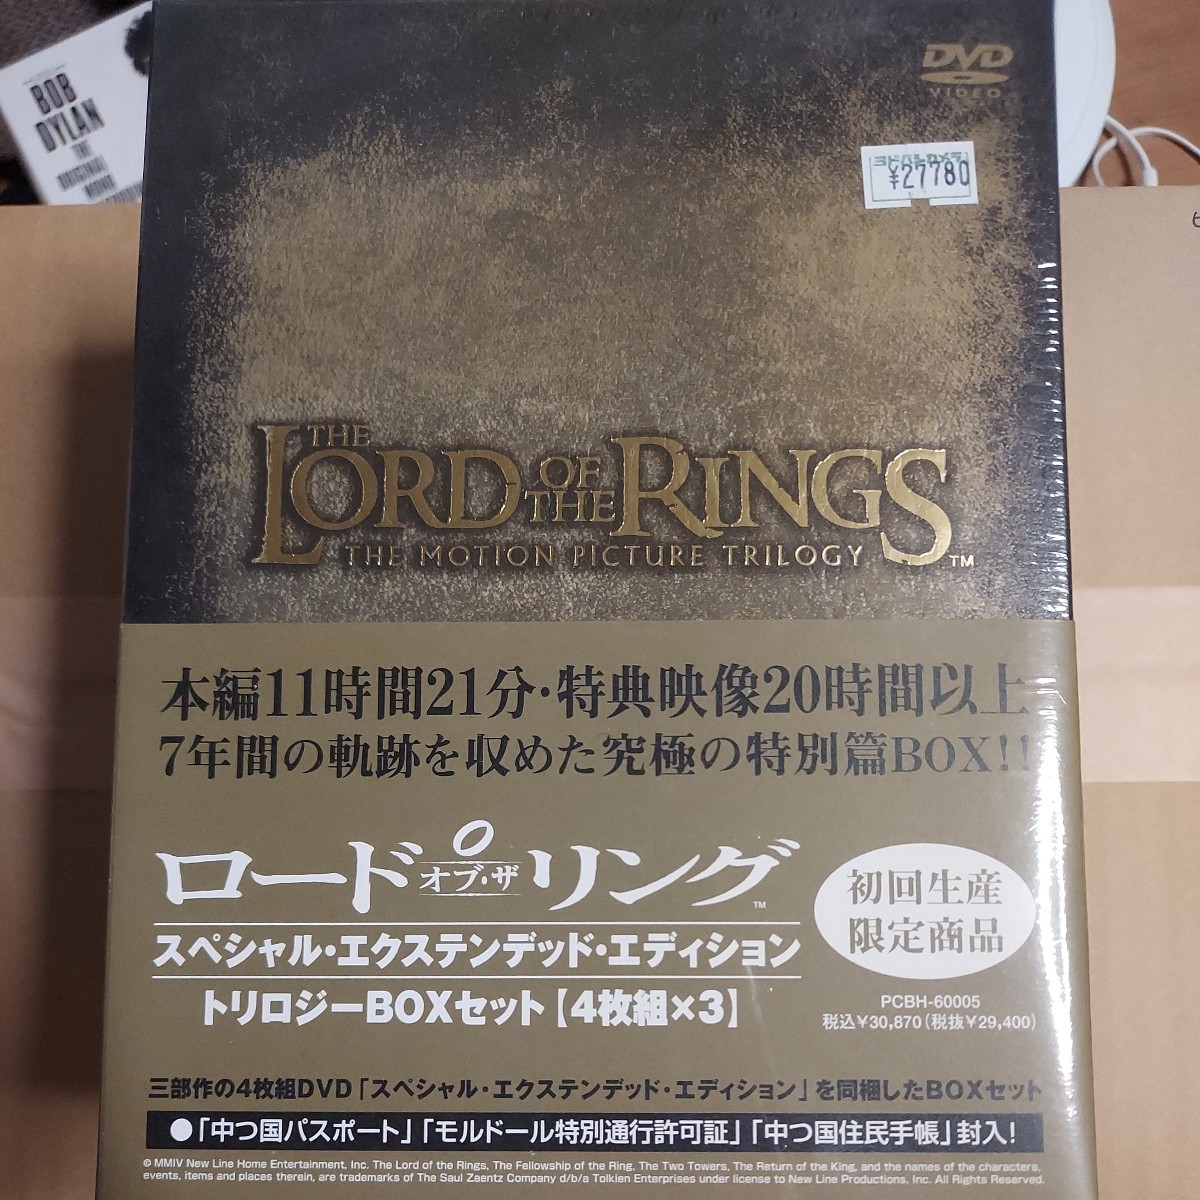 BOB
DYLAN
THE
ORIGINAL
MONO
DVD
VIDEO
ヨドバシカメラ
¥27780
THE
LORD OF THE RINGS™
THE MOTION PICTURE TRILOGY
本編11時間21分・特典映像20時間以上
7年間の軌跡を収めた究極の特別篇BOX!!
ロード オブ・ザ リング™
スペシャル・エクステンデッド・エディション
トリロジーBOXセット【4枚組×3】
初回生産
限定商品
PCBH-60005
税込¥30,870(税抜¥29,400)
三部作の4枚組DVD「スペシャル・エクステンデッド・エディション」を同梱したBOXセット
●「中つ国パスポート」「モルドール特別通行許可証」「中つ国住民手帳」封入!
© MMIV New Line Home Entertainment, Inc. The Lord of the Rings, The Fellowship of the Ring, The Two Towers, The Return of the King, and the names of the characters,
events, items and places therein, are trademarks of The Saul Zaentz Company d/b/a Tolkien Enterprises under license to New Line Productions, Inc. All Rights Reserved.